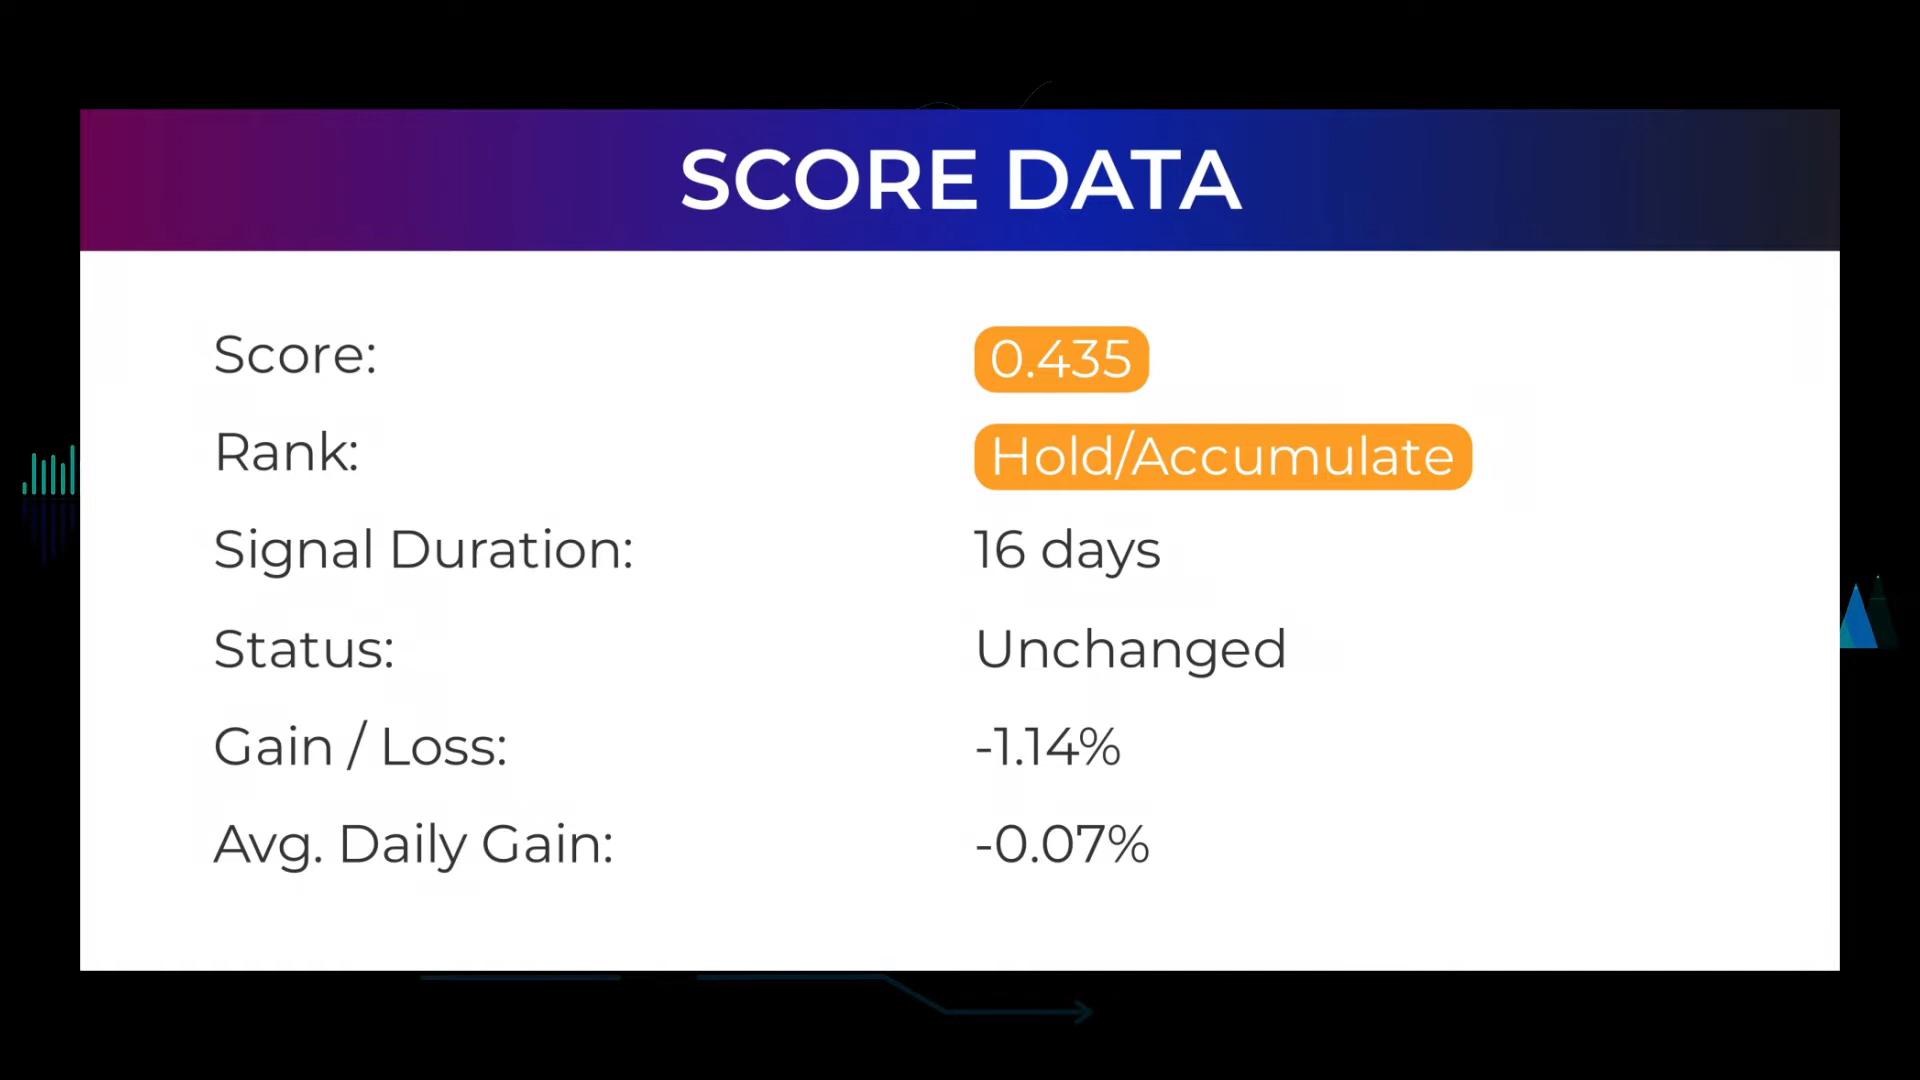 SCORE DATA
Score: 0.435
Rank: Hold/Accumulate
Signal Duration: 16 days
Status: Unchanged
Gain / Loss: -1.14%
Avg. Daily Gain: -0.07%